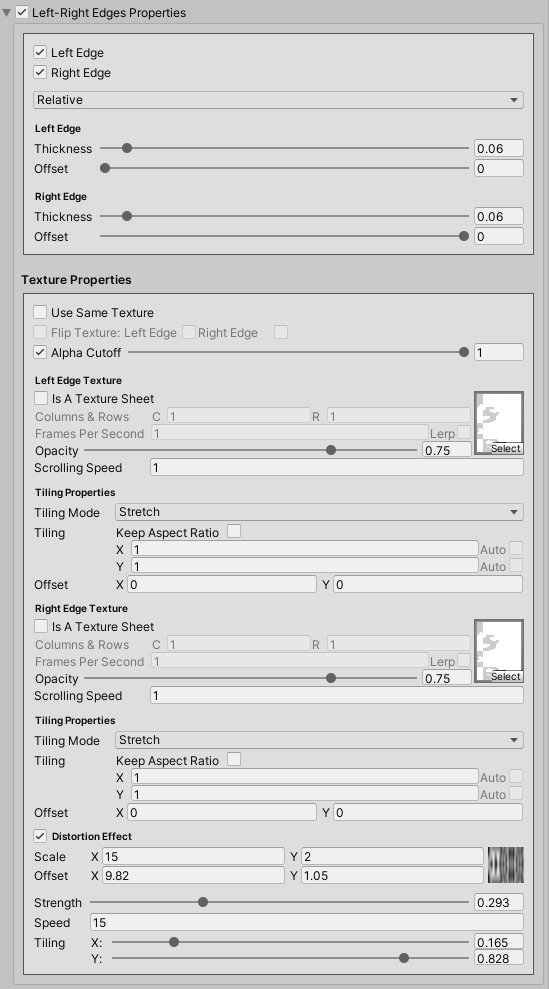 Left-Right Edges Properties
Left Edge
Right Edge
Relative
Left Edge
Thickness 0.06
Offset 0
Right Edge
Thickness 0.06
Offset 0
Texture Properties
Use Same Texture
Flip Texture: Left Edge Right Edge
Alpha Cutoff 1
Left Edge Texture
Is A Texture Sheet
Columns & Rows C 1 R 1
Frames Per Second 1 Lerp
Opacity 0.75 Select
Scrolling Speed 1
Tiling Properties
Tiling Mode Stretch
Tiling Keep Aspect Ratio
X 1 Auto
Y 1 Auto
Offset X 0 Y 0
Right Edge Texture
Is A Texture Sheet
Columns & Rows C 1 R 1
Frames Per Second 1 Lerp
Opacity 0.75 Select
Scrolling Speed 1
Tiling Properties
Tiling Mode Stretch
Tiling Keep Aspect Ratio
X 1 Auto
Y 1 Auto
Offset X 0 Y 0
Distortion Effect
Scale X 15 Y 2
Offset X 9.82 Y 1.05
Strength 0.293
Speed 15
Tiling X: 0.165
Y: 0.828